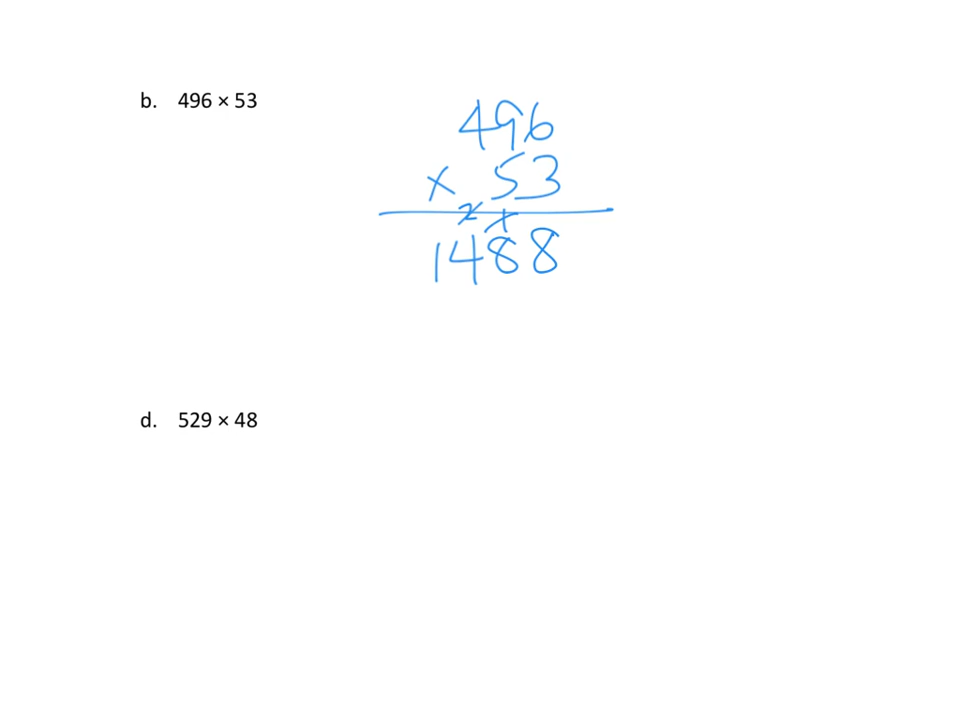 b. 496 × 53
496
× 53
2 1
1488
d. 529 × 48